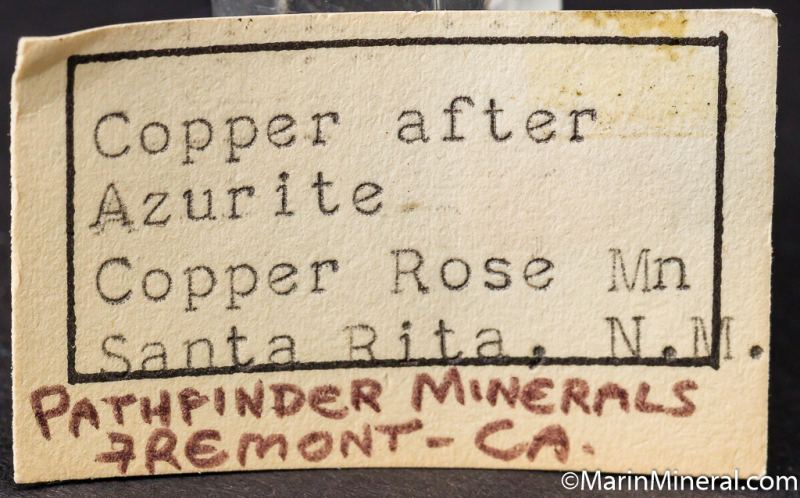 Copper after
Azurite
Copper Rose Mn
Santa Rita, N.M.
PATHFINDER MINERALS
FREMONT - CA.
©MarinMineral.com